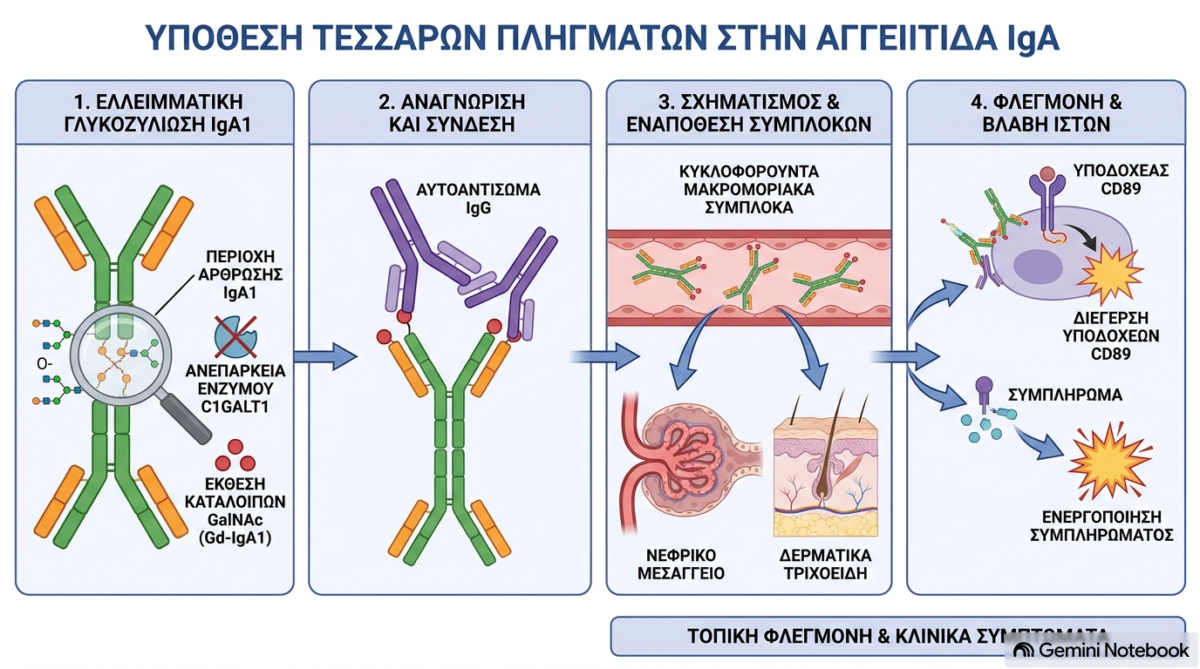 ΥΠΟΘΕΣΗ ΤΕΣΣΑΡΩΝ ΠΛΗΓΜΑΤΩΝ ΣΤΗΝ ΑΓΓΕΙΙΤΙΔΑ IgA
1. ΕΛΛΕΙΜΜΑΤΙΚΗ
ΓΛΥΚΟΖΥΛΙΩΣΗ IgA1
ΠΕΡΙΟΧΗ
ΑΡΘΡΩΣΗΣ
IgA1
O-
ΑΝΕΠΑΡΚΕΙΑ
ΕΝΖΥΜΟΥ
C1GALT1
ΕΚΘΕΣΗ
ΚΑΤΑΛΟΙΠΩΝ
GalNAc
(Gd-IgA1)
2. ΑΝΑΓΝΩΡΙΣΗ
ΚΑΙ ΣΥΝΔΕΣΗ
ΑΥΤΟΑΝΤΙΣΩΜΑ
IgG
3. ΣΧΗΜΑΤΙΣΜΟΣ &
ΕΝΑΠΟΘΕΣΗ ΣΥΜΠΛΟΚΩΝ
ΚΥΚΛΟΦΟΡΟΥΝΤΑ
ΜΑΚΡΟΜΟΡΙΑΚΑ
ΣΥΜΠΛΟΚΑ
ΝΕΦΡΙΚΟ
ΜΕΣΑΓΓΕΙΟ
ΔΕΡΜΑΤΙΚΑ
ΤΡΙΧΟΕΙΔΗ
4. ΦΛΕΓΜΟΝΗ &
ΒΛΑΒΗ ΙΣΤΩΝ
ΥΠΟΔΟΧΕΑΣ
CD89
ΔΙΕΓΕΡΣΗ
ΥΠΟΔΟΧΕΩΝ
CD89
ΣΥΜΠΛΗΡΩΜΑ
ΕΝΕΡΓΟΠΟΙΗΣΗ
ΣΥΜΠΛΗΡΩΜΑΤΟΣ
ΤΟΠΙΚΗ ΦΛΕΓΜΟΝΗ & ΚΛΙΝΙΚΑ ΣΥΜΠΤΩΜΑΤΑ
Gemini Notebook